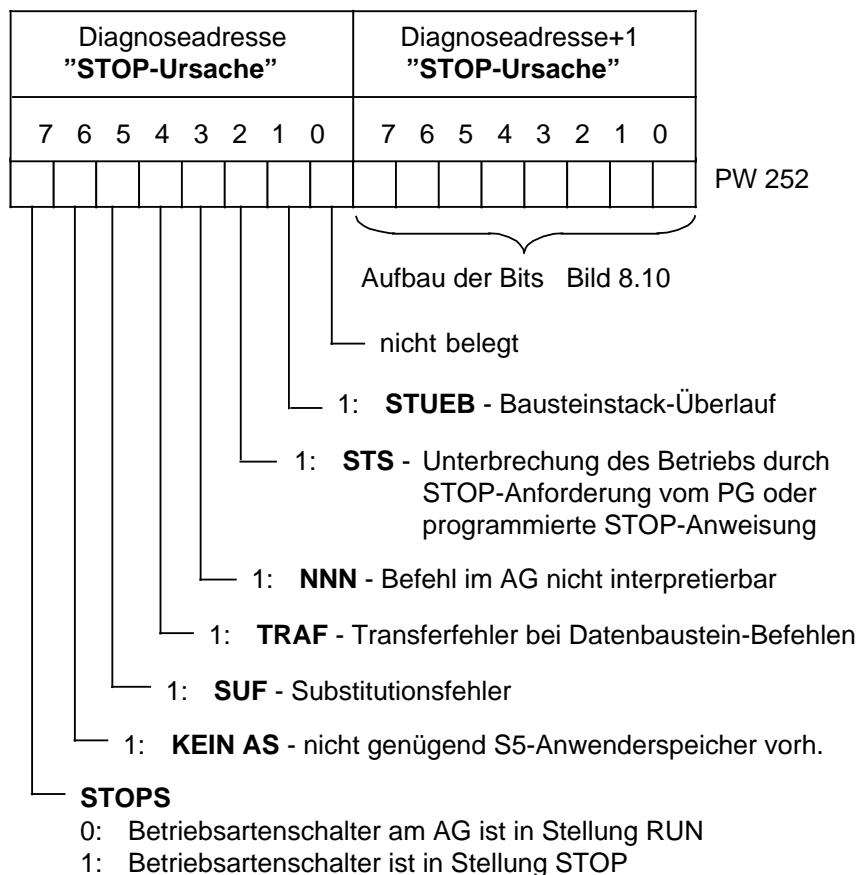 Diagnoseadresse
”STOP-Ursache”
Diagnoseadresse+1
”STOP-Ursache”
7 6 5 4 3 2 1 0
7 6 5 4 3 2 1 0
PW 252
Aufbau der Bits Bild 8.10
nicht belegt
1: STUEB - Bausteinstack-Überlauf
1: STS - Unterbrechung des Betriebs durch
STOP-Anforderung vom PG oder
programmierte STOP-Anweisung
1: NNN - Befehl im AG nicht interpretierbar
1: TRAF - Transferfehler bei Datenbaustein-Befehlen
1: SUF - Substitutionsfehler
1: KEIN AS - nicht genügend S5-Anwenderspeicher vorh.
STOPS
0: Betriebsartenschalter am AG ist in Stellung RUN
1: Betriebsartenschalter ist in Stellung STOP